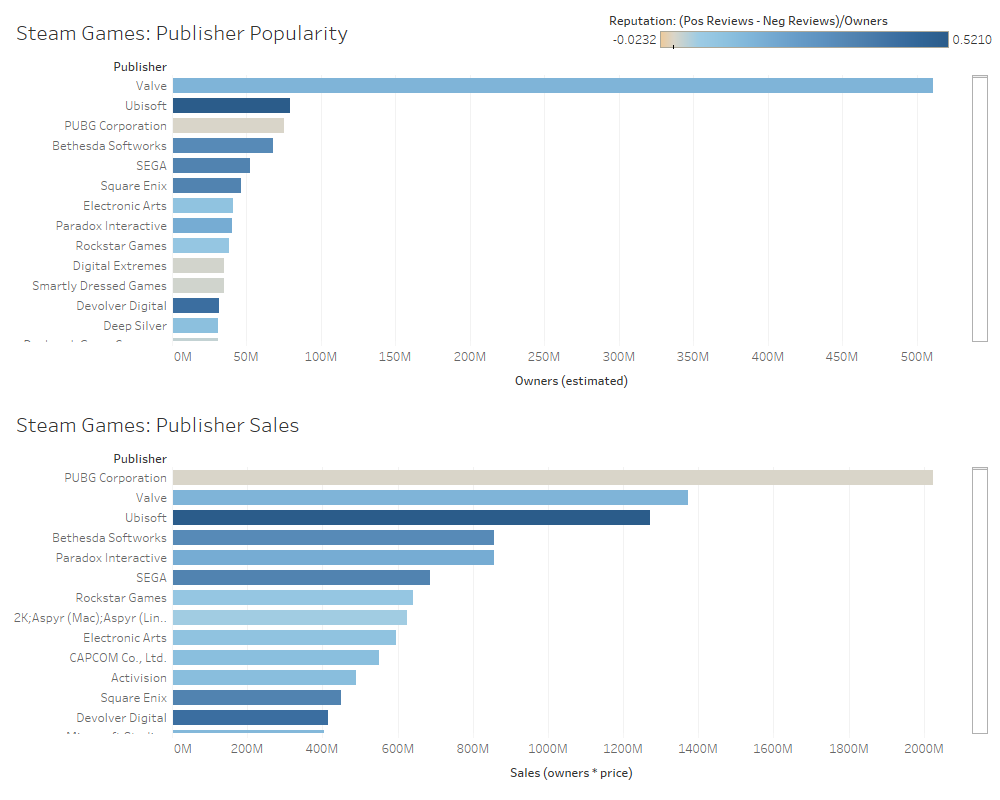 Steam Games: Publisher Popularity
Reputation: (Pos Reviews - Neg Reviews)/Owners
-0.0232 0.5210
Publisher
Valve
Ubisoft
PUBG Corporation
Bethesda Softworks
SEGA
Square Enix
Electronic Arts
Paradox Interactive
Rockstar Games
Digital Extremes
Smartly Dressed Games
Devolver Digital
Deep Silver
0M 50M 100M 150M 200M 250M 300M 350M 400M 450M 500M
Owners (estimated)
Steam Games: Publisher Sales
Publisher
PUBG Corporation
Valve
Ubisoft
Bethesda Softworks
Paradox Interactive
SEGA
Rockstar Games
2K;Aspyr (Mac);Aspyr (Lin..
Electronic Arts
CAPCOM Co., Ltd.
Activision
Square Enix
Devolver Digital
0M 200M 400M 600M 800M 1000M 1200M 1400M 1600M 1800M 2000M
Sales (owners * price)